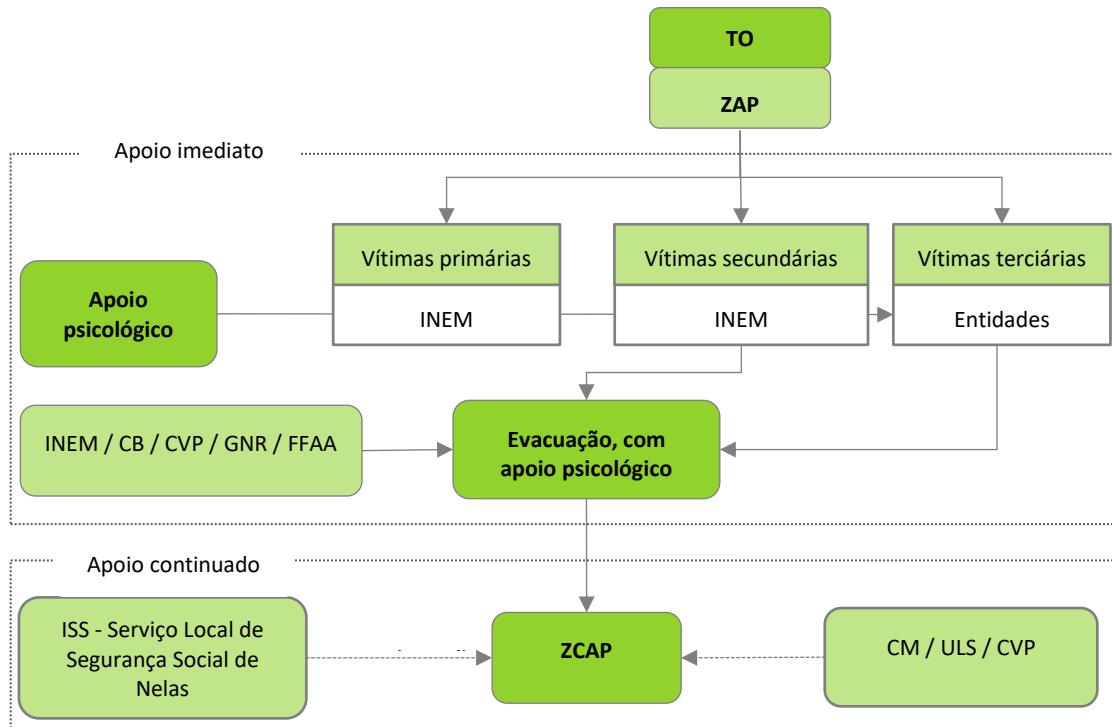 TO
ZAP
Apoio imediato
Vítimas primárias
Vítimas secundárias
Vítimas terciárias
Apoio
psicológico
INEM
INEM
Entidades
INEM / CB / CVP / GNR / FFAA
Evacuação, com
apoio psicológico
Apoio continuado
ISS - Serviço Local de
Segurança Social de
Nelas
ZCAP
CM / ULS / CVP